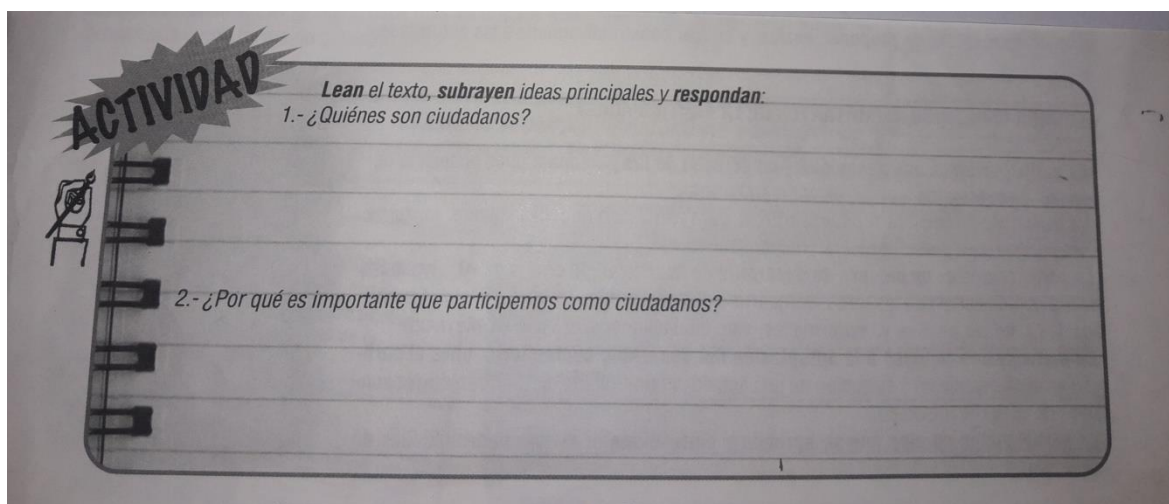 ACTIVIDAD
Lean el texto, subrayen ideas principales y respondan:
1.- ¿Quiénes son ciudadanos?
2.- ¿Por qué es importante que participemos como ciudadanos?